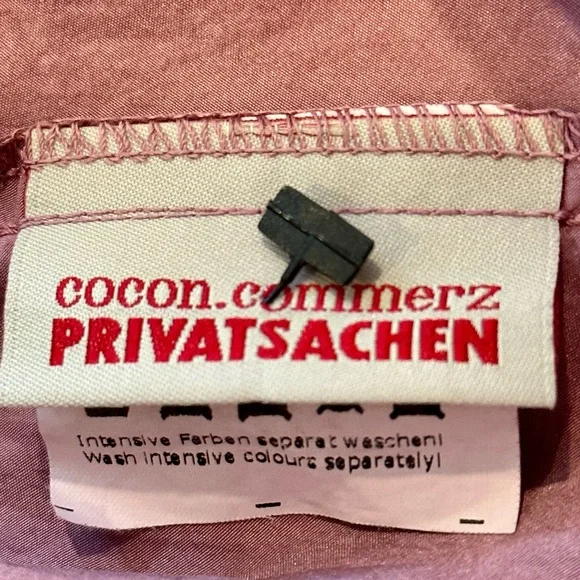 cocon.commerz
PRIVATSACHEN
Intensive Farben separat waschen!
Wash intensive colours separately!